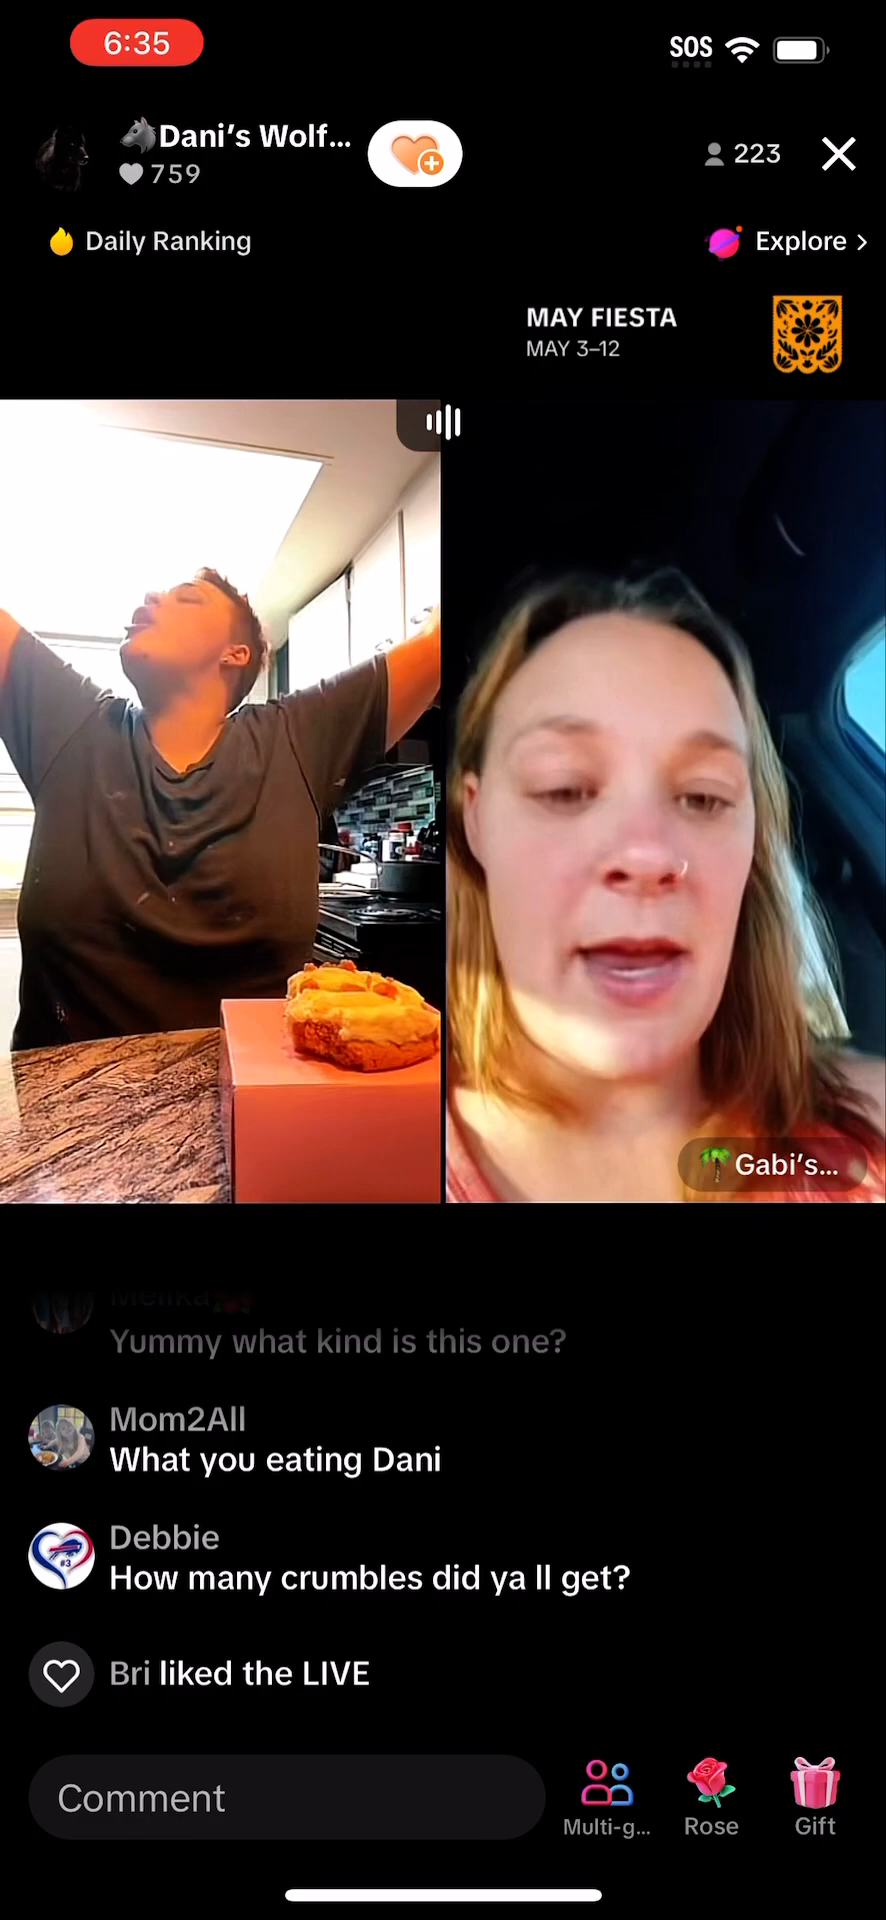 6:35
SOS
Dani's Wolf...
759
223
Daily Ranking
Explore >
MAY FIESTA
MAY 3-12
Gabi's...
Melika
Yummy what kind is this one?
Mom2All
What you eating Dani
Debbie
#3
How many crumbles did ya ll get?
Bri liked the LIVE
Comment
Multi-g...
Rose
Gift